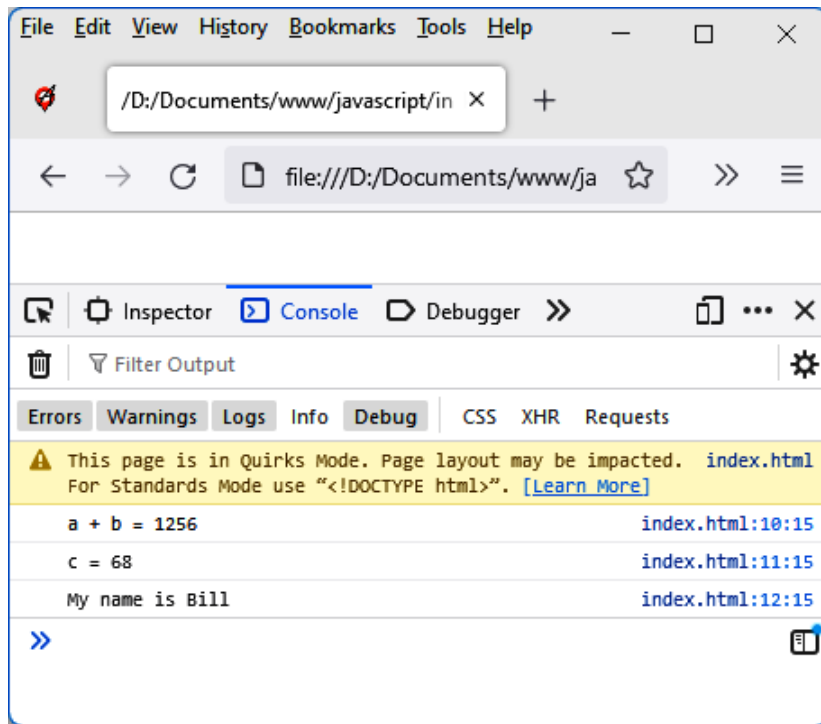 File Edit View History Bookmarks Tools Help
/D:/Documents/www/javascript/in
file:///D:/Documents/www/ja
Inspector Console Debugger
Filter Output
Errors Warnings Logs Info Debug CSS XHR Requests
This page is in Quirks Mode. Page layout may be impacted. index.html
For Standards Mode use “<!DOCTYPE html>”. [Learn More]
a + b = 1256 index.html:10:15
c = 68 index.html:11:15
My name is Bill index.html:12:15